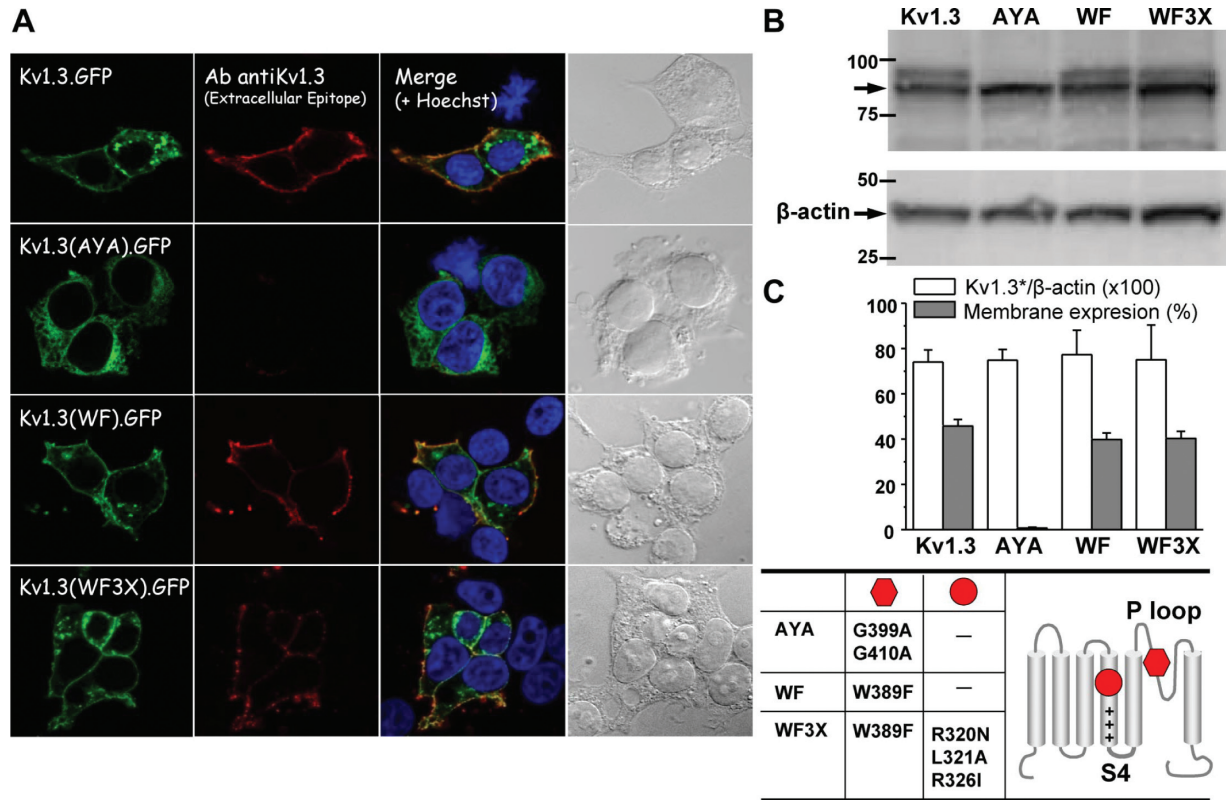 A
Kv1.3.GFP
Ab antiKv1.3
(Extracellular Epitope)
Merge
(+ Hoechst)
Kv1.3(AYA).GFP
Kv1.3(WF).GFP
Kv1.3(WF3X).GFP
B
Kv1.3 AYA WF WF3X
100
75
50
β-actin
25
C
Kv1.3*/β-actin (x100)
Membrane expresion (%)
100
80
60
40
20
0
Kv1.3 AYA WF WF3X
AYA G399A —
G410A
WF W389F —
WF3X W389F R320N
L321A
R326I
P loop
+
+
+
S4